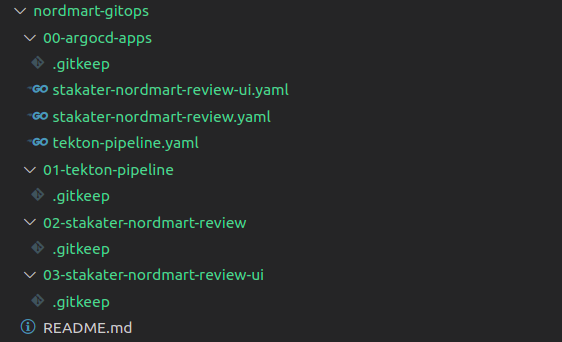 nordmart-gitops
00-argocd-apps
.gitkeep
GO stakater-nordmart-review-ui.yaml
GO stakater-nordmart-review.yaml
GO tekton-pipeline.yaml
01-tekton-pipeline
.gitkeep
02-stakater-nordmart-review
.gitkeep
03-stakater-nordmart-review-ui
.gitkeep
README.md